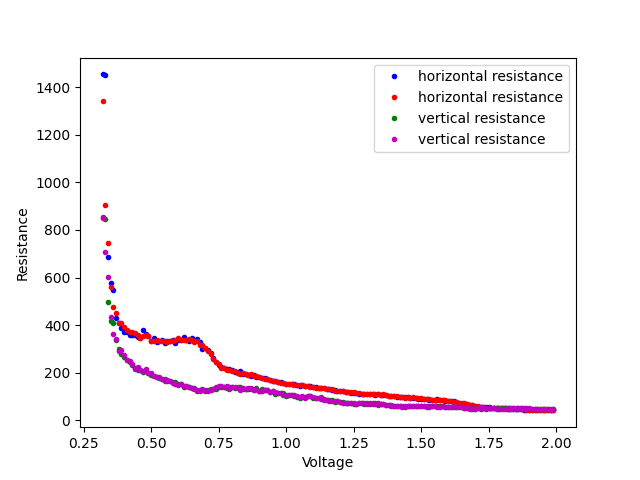 horizontal resistance
horizontal resistance
vertical resistance
vertical resistance
1400
1200
1000
800
600
400
200
0
Resistance
0.25 0.50 0.75 1.00 1.25 1.50 1.75 2.00
Voltage